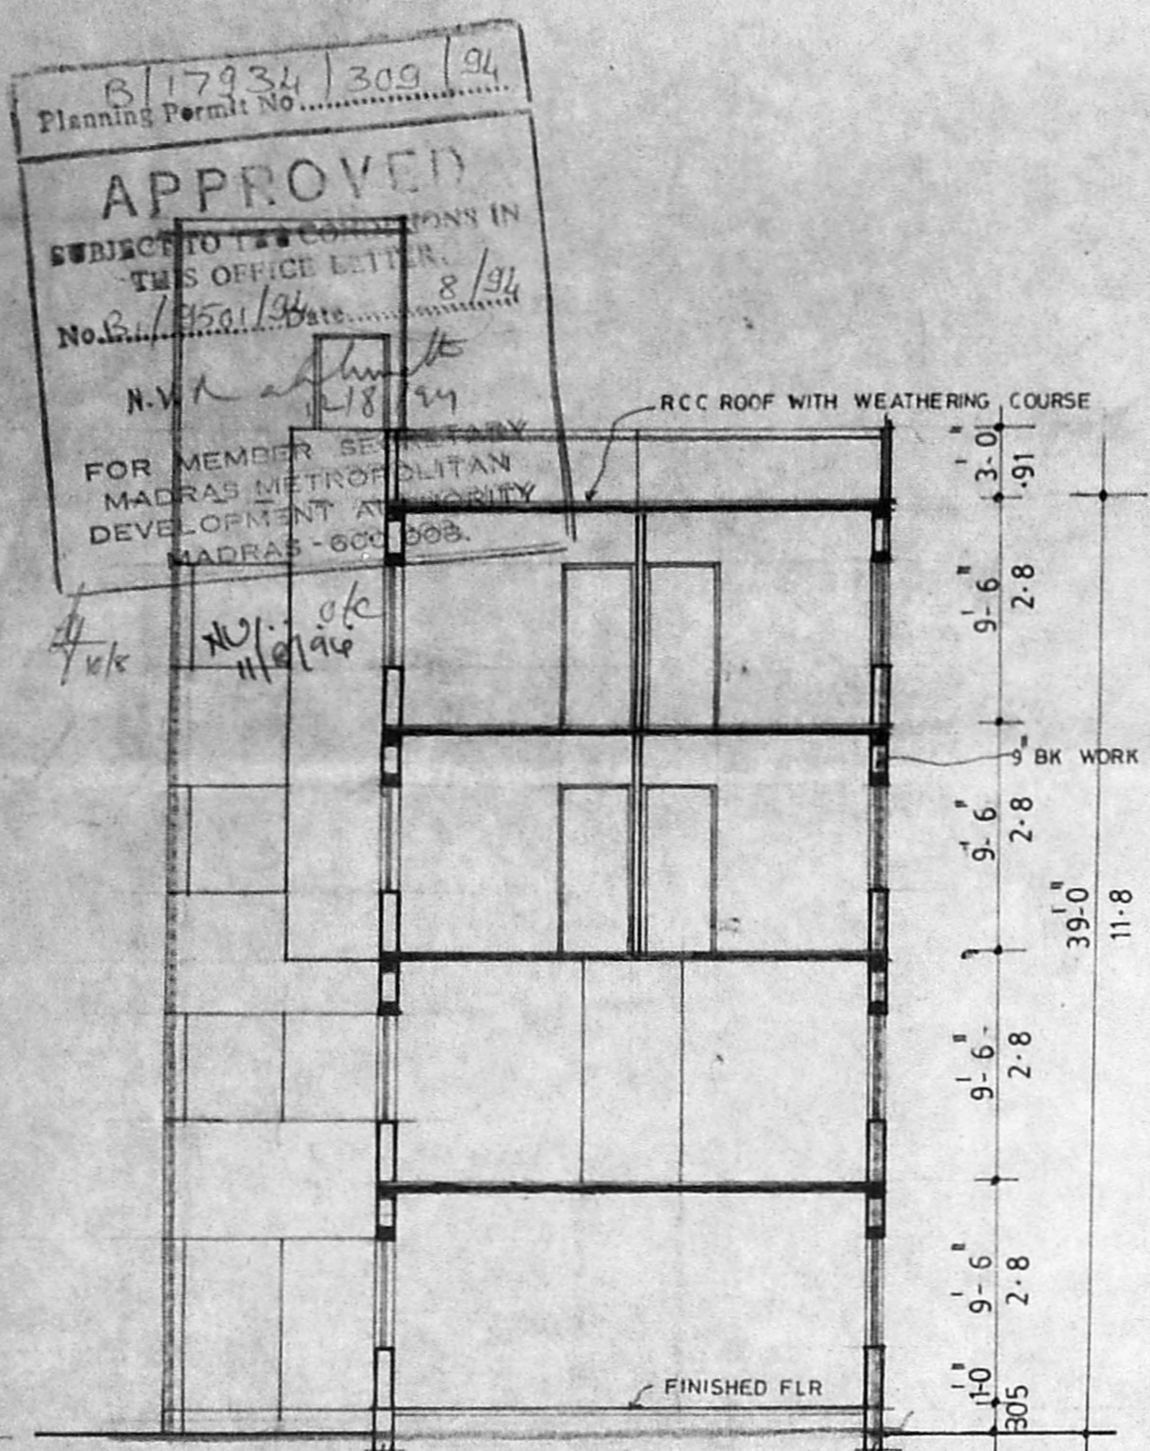 B/17934/309/94
Planning Permit No
APPROVED
SUBJECT TO THE CONDITIONS IN
THIS OFFICE LETTER.
No. B1/9501/94 Date 8/94
N.V.
FOR MEMBER SECRETARY
MADRAS METROPOLITAN
DEVELOPMENT AUTHORITY
MADRAS - 600 008.
10/8
o/c
RCC ROOF WITH WEATHERING COURSE
3'-0"
.91
9'-6"
2.8
9" BK WORK
9'-6"
2.8
39'-0"
11.8
9'-6"
2.8
9'-6"
2.8
FINISHED FLR
1'-0"
305